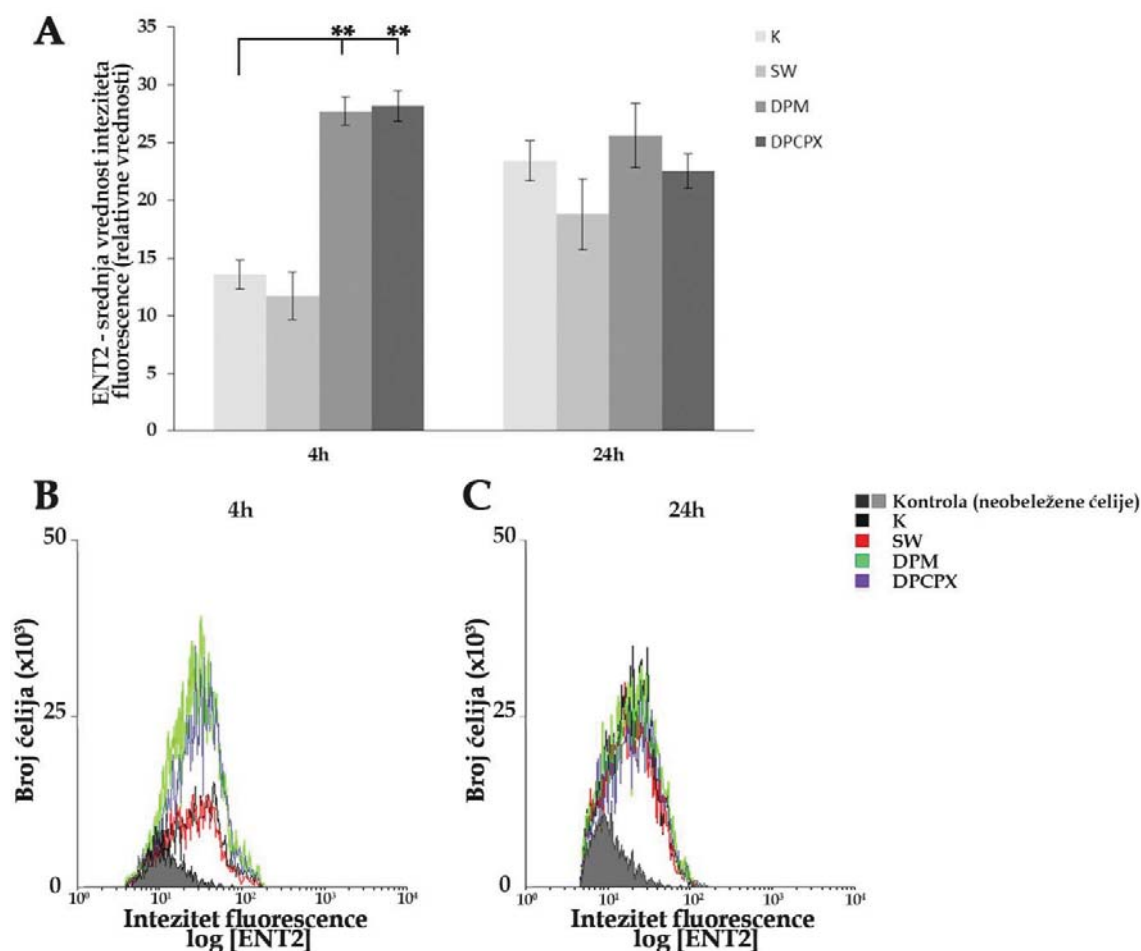 A
ENT2 - srednja vrednost inteziteta
fluorescence (relativne vrednosti)
35
30
25
20
15
10
5
0
** **
4h
24h
K
SW
DPM
DPCPX
B
4h
50
25
0
Broj ćelija (x10³)
10⁰ 10¹ 10² 10³ 10⁴
Intezitet fluorescence
log [ENT2]
C
24h
50
25
0
Broj ćelija (x10³)
10⁰ 10¹ 10² 10³ 10⁴
Intezitet fluorescence
log [ENT2]
Kontrola (neobeležene ćelije)
K
SW
DPM
DPCPX